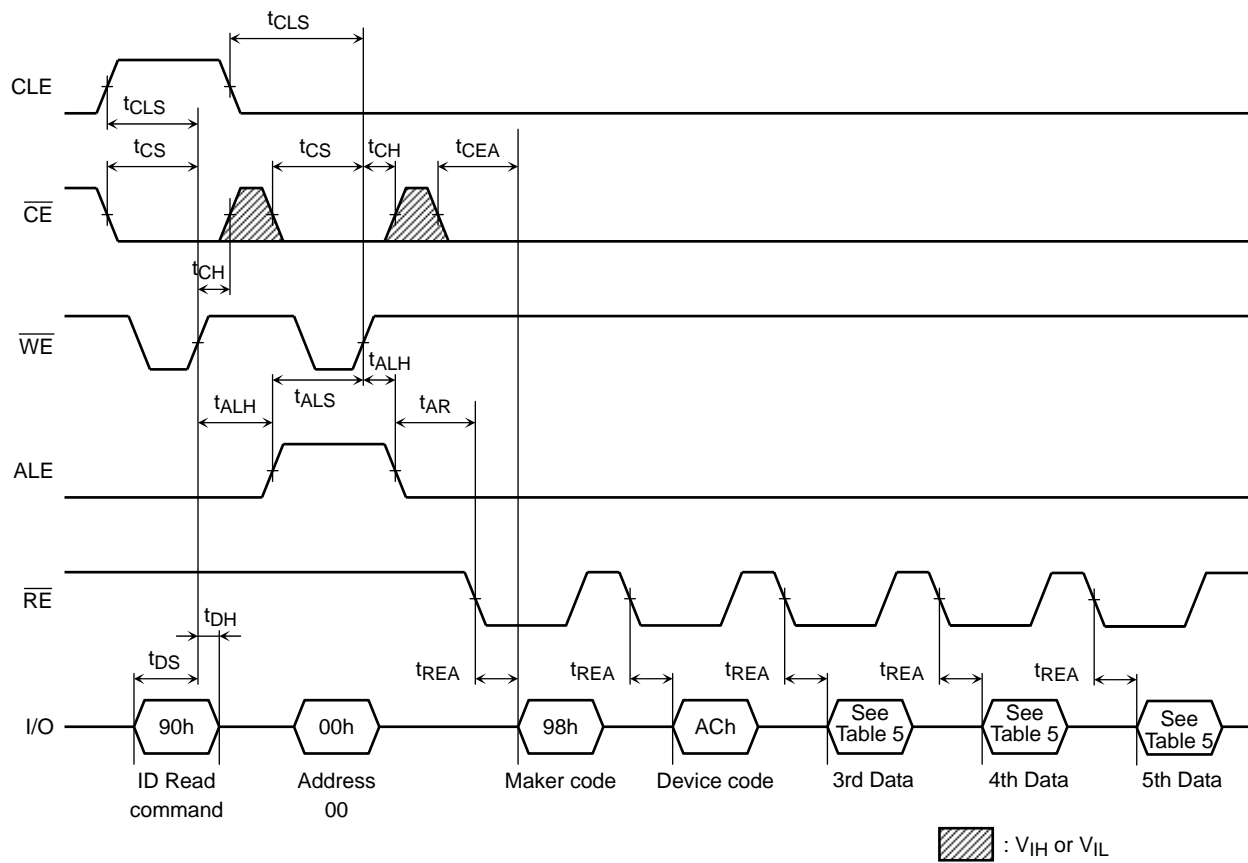 tCLS
CLE
tCLS
tCS
tCS
tCH
tCEA
CE
tCH
WE
tALH
tALH
tALS
tAR
ALE
RE
tDH
tDS
tREA
tREA
tREA
tREA
tREA
I/O
90h
00h
98h
ACh
See
Table 5
See
Table 5
See
Table 5
ID Read
command
Address
00
Maker code
Device code
3rd Data
4th Data
5th Data
: VIH or VIL